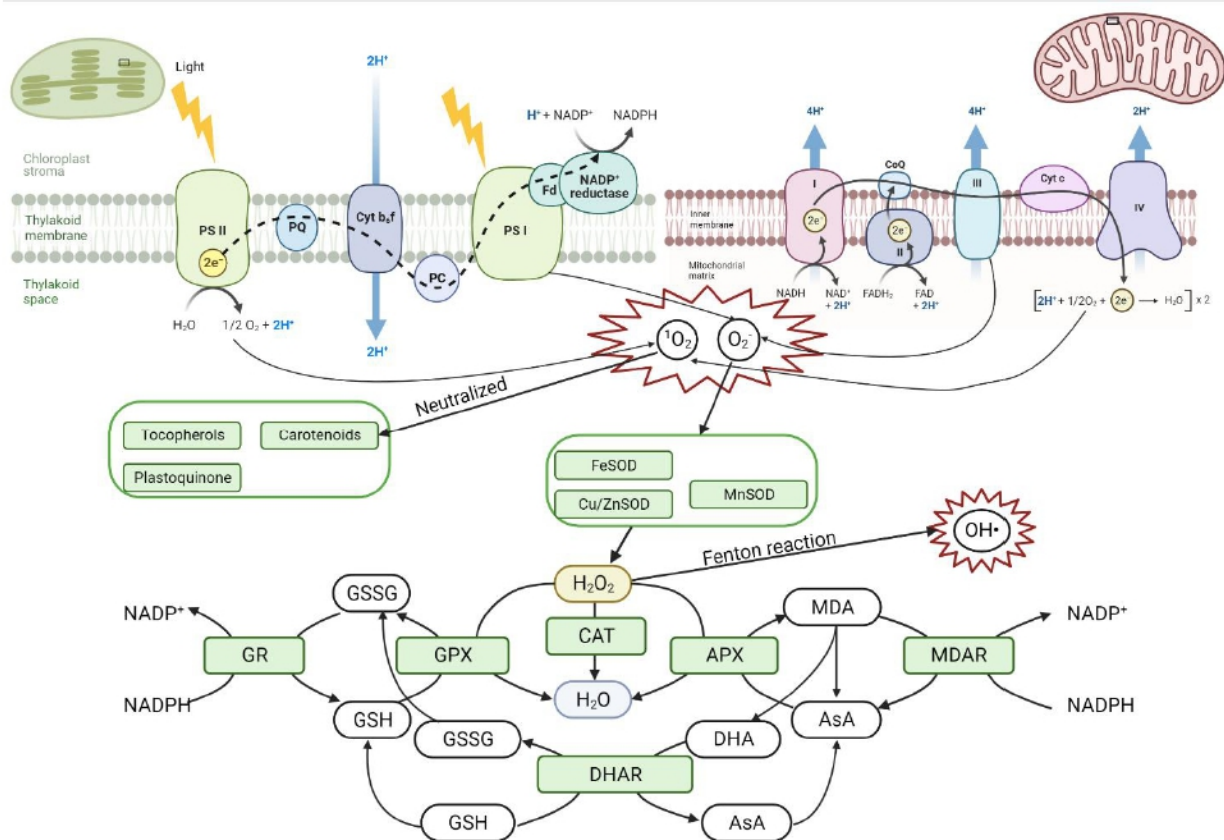 Light
2H⁺
H⁺ + NADP⁺
NADPH
Chloroplast
stroma
Thylakoid
membrane
Thylakoid
space
PS II
2e⁻
PQ
Cyt b₆f
PC
PS I
Fd
NADP⁺
reductase
H₂O
1/2 O₂ + 2H⁺
2H⁺
4H⁺
4H⁺
2H⁺
I
CoQ
III
Cyt c
IV
Inner
membrane
2e⁻
2e⁻
II
Mitochondrial
matrix
NADH
NAD⁺
+ 2H⁺
FADH₂
FAD
+ 2H⁺
[2H⁺ + 1/2O₂ + 2e⁻ → H₂O] x 2
¹O₂
O₂⁻
Neutralized
Tocopherols
Carotenoids
Plastoquinone
FeSOD
Cu/ZnSOD
MnSOD
Fenton reaction
OH•
H₂O₂
GSSG
MDA
NADP⁺
NADP⁺
GR
GPX
CAT
APX
MDAR
NADPH
NADPH
GSH
H₂O
AsA
GSSG
DHA
DHAR
GSH
AsA